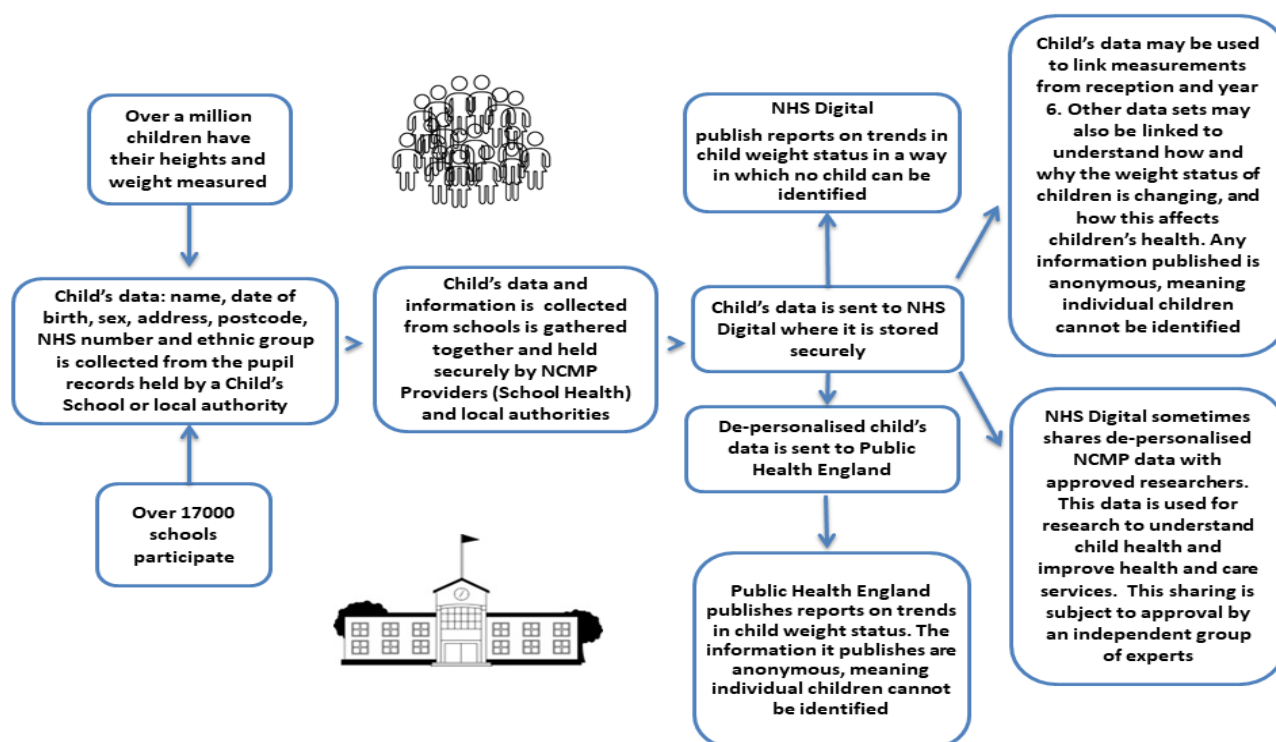 Over a million
children have
their heights and
weight measured
Child’s data: name, date of
birth, sex, address, postcode,
NHS number and ethnic group
is collected from the pupil
records held by a Child’s
School or local authority
Over 17000
schools
participate
Child’s data and
information is  collected
from schools is gathered
together and held
securely by NCMP
Providers (School Health)
and local authorities
NHS Digital
publish reports on trends in
child weight status in a way
in which no child can be
identified
Child’s data is sent to NHS
Digital where it is stored
securely
De-personalised child’s
data is sent to Public
Health England
Public Health England
publishes reports on trends
in child weight status. The
information it publishes are
anonymous, meaning
individual children cannot
be identified
Child’s data may be used
to link measurements
from reception and year
6. Other data sets may
also be linked to
understand how and
why the weight status of
children is changing, and
how this affects
children’s health. Any
information published is
anonymous, meaning
individual children
cannot be identified
NHS Digital sometimes
shares de-personalised
NCMP data with
approved researchers.
This data is used for
research to understand
child health and
improve health and care
services.  This sharing is
subject to approval by
an independent group
of experts